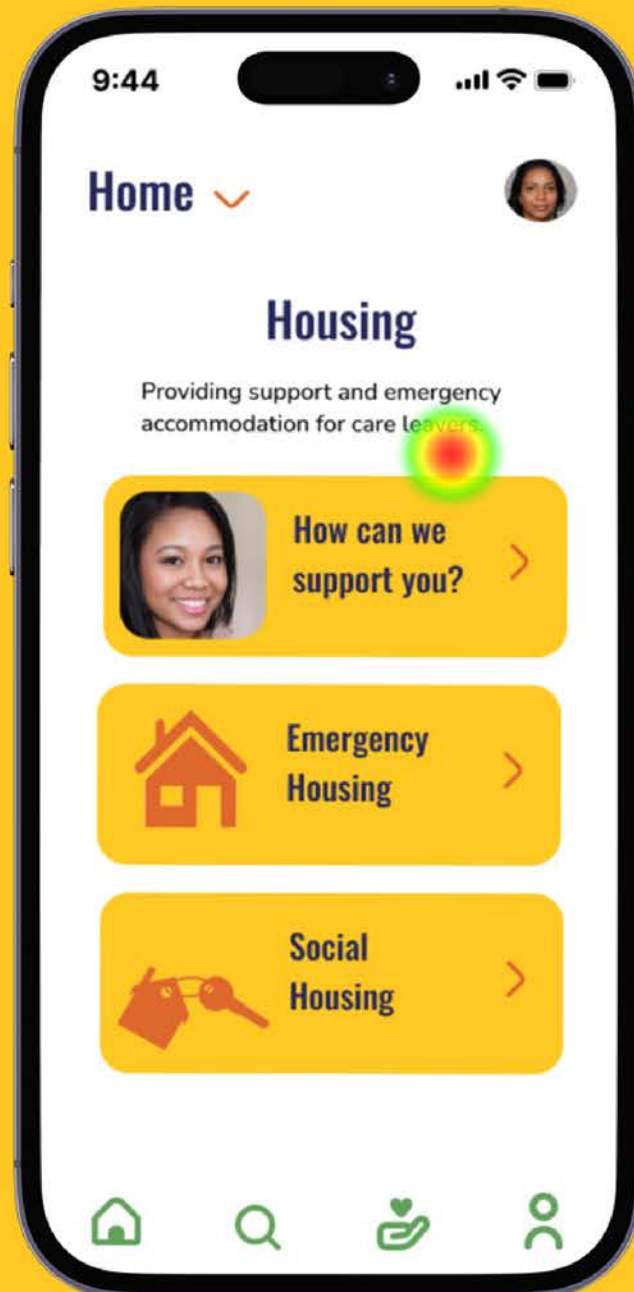 9:44
Home
Housing
Providing support and emergency
accommodation for care leavers.
How can we
support you?
Emergency
Housing
Social
Housing